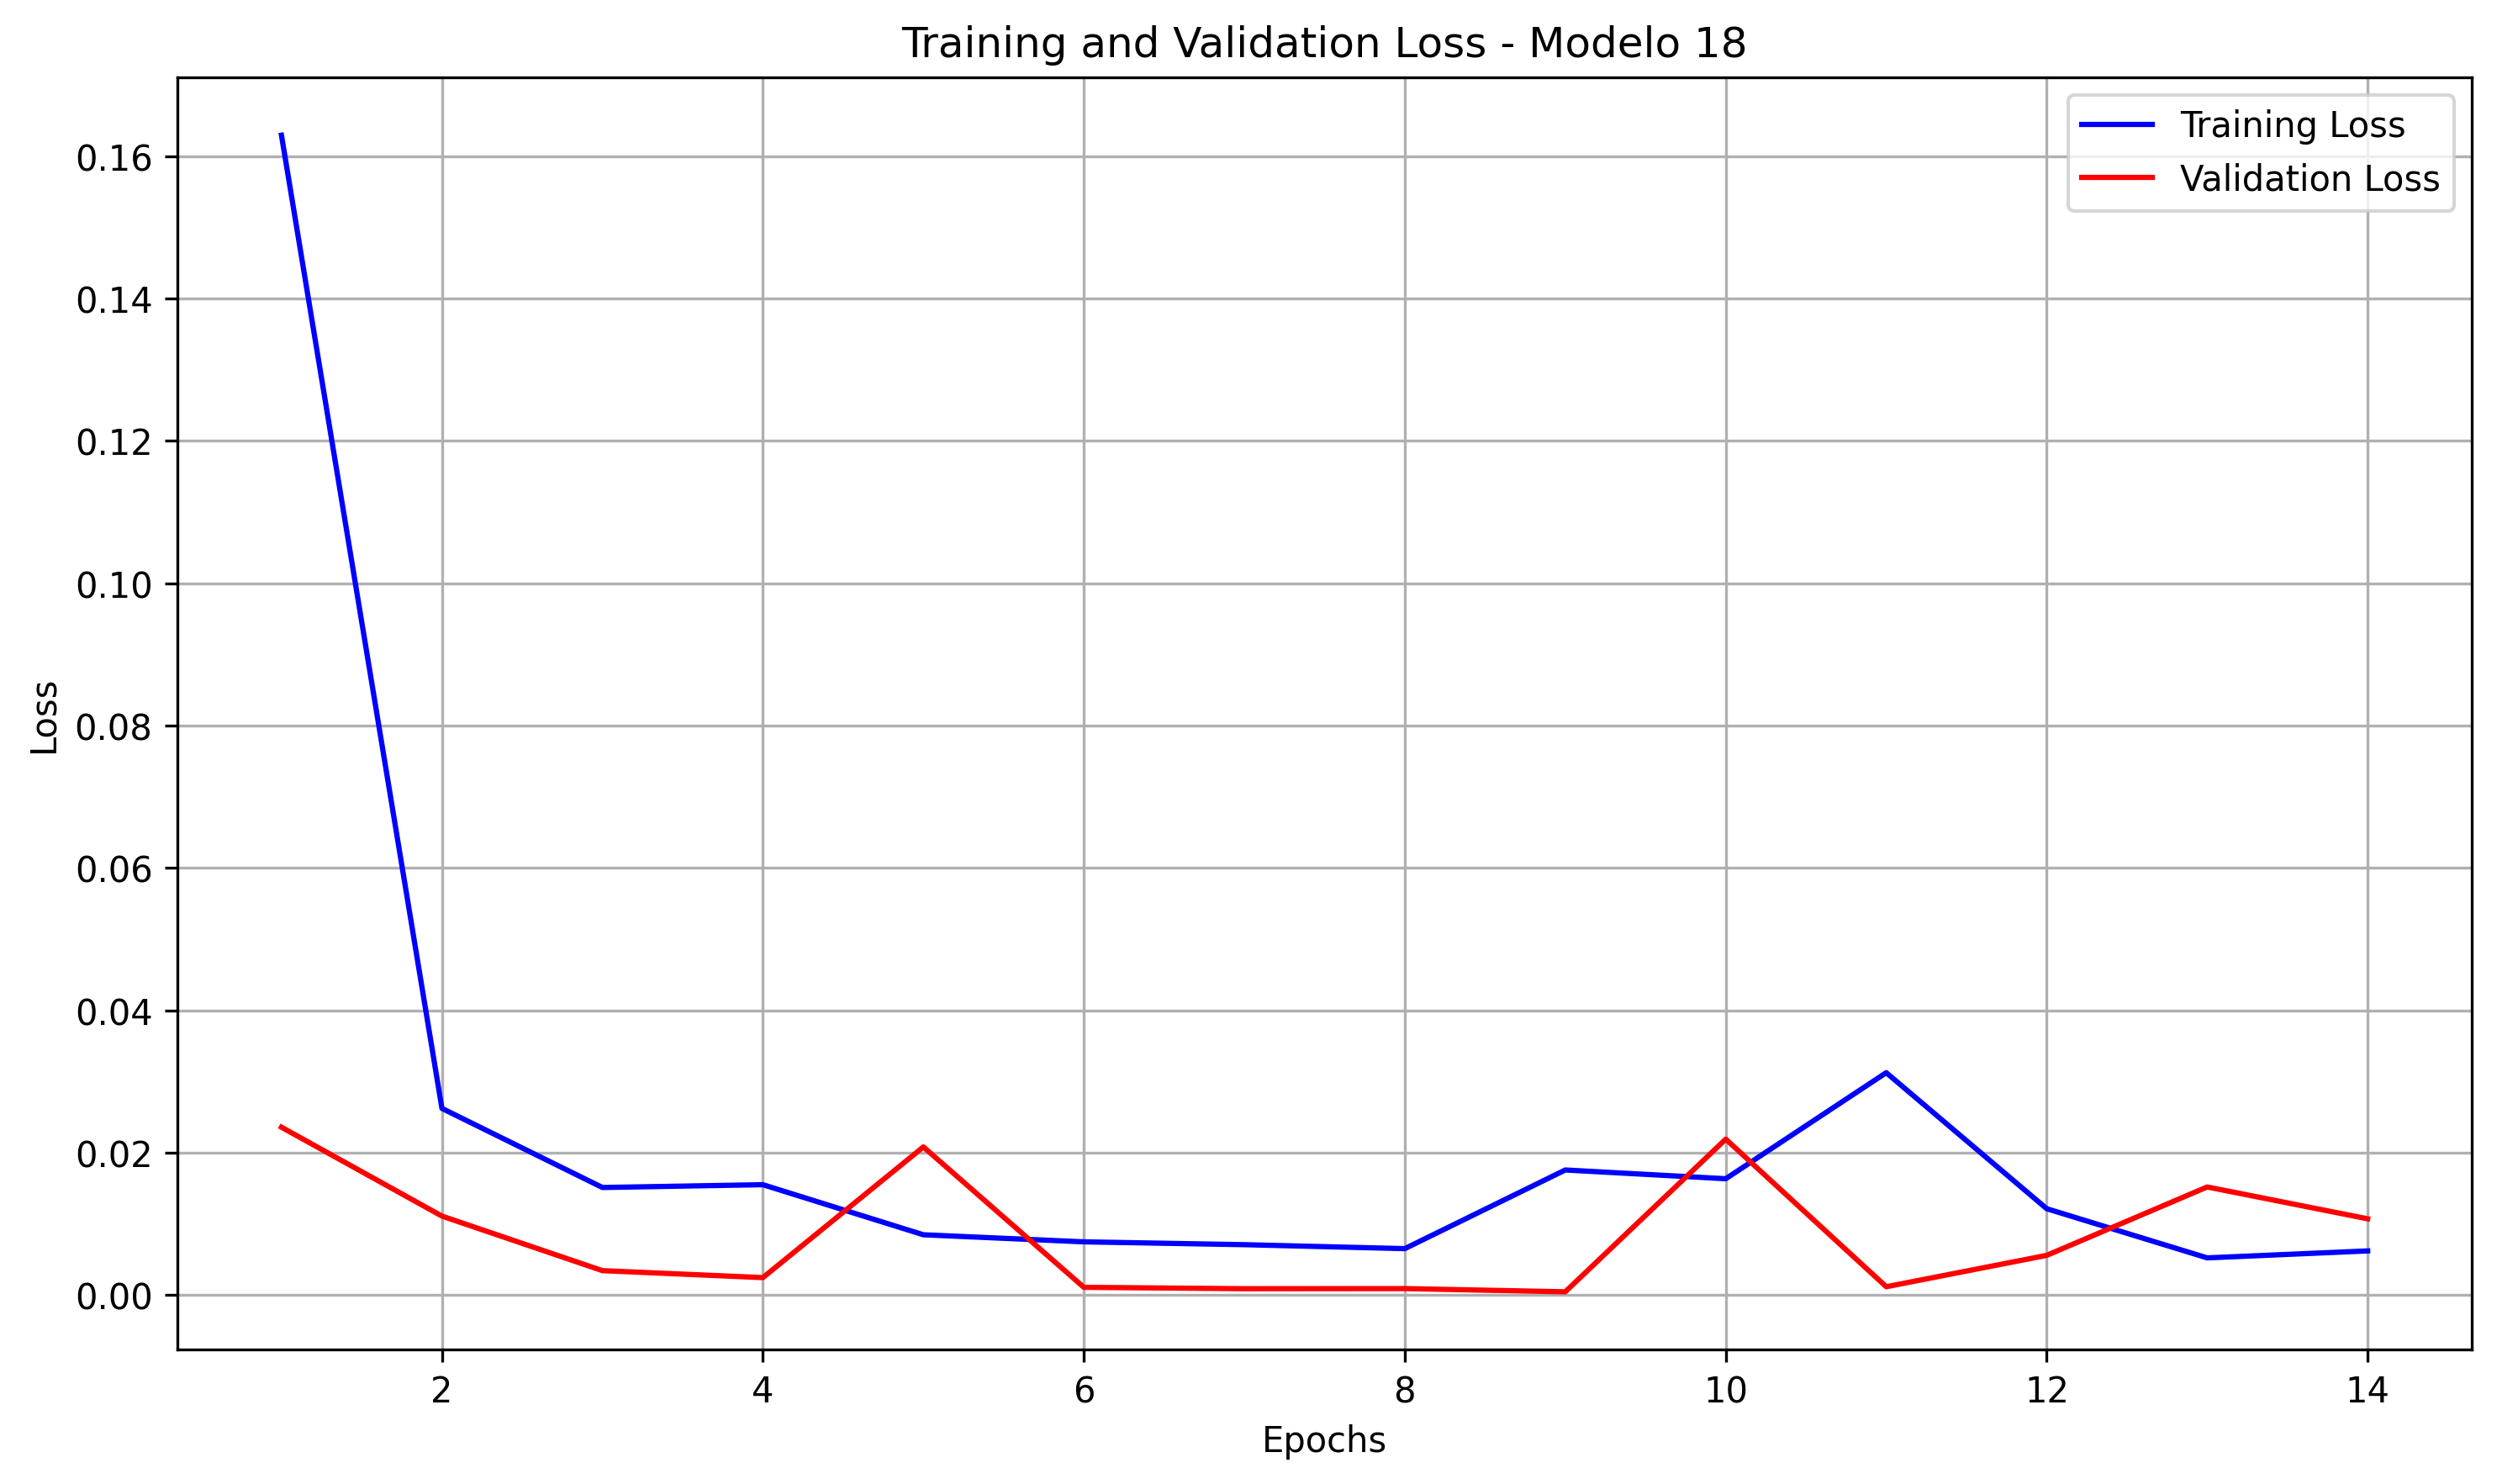 Training and Validation Loss - Modelo 18
Training Loss
Validation Loss
0.16
0.14
0.12
0.10
0.08
0.06
0.04
0.02
0.00
Loss
2 4 6 8 10 12 14
Epochs